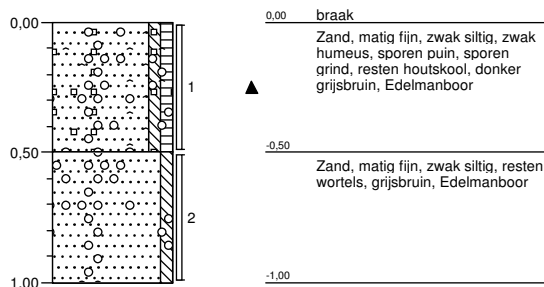 0,00
0,50
1,00
1
2
0,00 braak
Zand, matig fijn, zwak siltig, zwak
humeus, sporen puin, sporen
grind, resten houtskool, donker
grijsbruin, Edelmanboor
-0,50
Zand, matig fijn, zwak siltig, resten
wortels, grijsbruin, Edelmanboor
-1,00